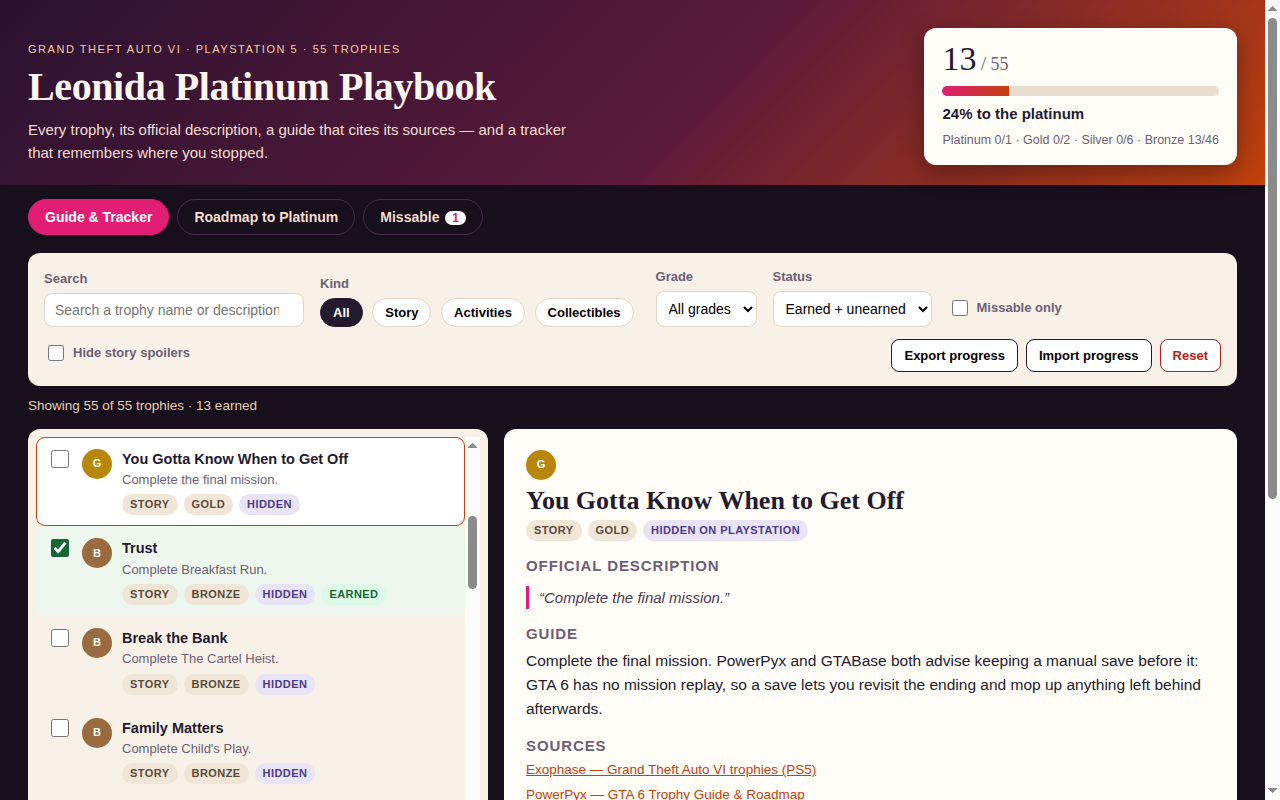 GRAND THEFT AUTO VI · PLAYSTATION 5 · 55 TROPHIES
Leonida Platinum Playbook
Every trophy, its official description, a guide that cites its sources — and a tracker
that remembers where you stopped.
13 / 55
24% to the platinum
Platinum 0/1 · Gold 0/2 · Silver 0/6 · Bronze 13/46
Guide & Tracker
Roadmap to Platinum
Missable 1
Search
Search a trophy name or description
Kind
All
Story
Activities
Collectibles
Grade
All grades
Status
Earned + unearned
Missable only
Hide story spoilers
Export progress
Import progress
Reset
Showing 55 of 55 trophies · 13 earned
G
You Gotta Know When to Get Off
Complete the final mission.
STORY GOLD HIDDEN
B
Trust
Complete Breakfast Run.
STORY BRONZE HIDDEN EARNED
B
Break the Bank
Complete The Cartel Heist.
STORY BRONZE HIDDEN
B
Family Matters
Complete Child's Play.
STORY BRONZE HIDDEN
G
You Gotta Know When to Get Off
STORY GOLD HIDDEN ON PLAYSTATION
OFFICIAL DESCRIPTION
“Complete the final mission.”
GUIDE
Complete the final mission. PowerPyx and GTABase both advise keeping a manual save before it:
GTA 6 has no mission replay, so a save lets you revisit the ending and mop up anything left behind
afterwards.
SOURCES
Exophase — Grand Theft Auto VI trophies (PS5)
PowerPyx — GTA 6 Trophy Guide & Roadmap